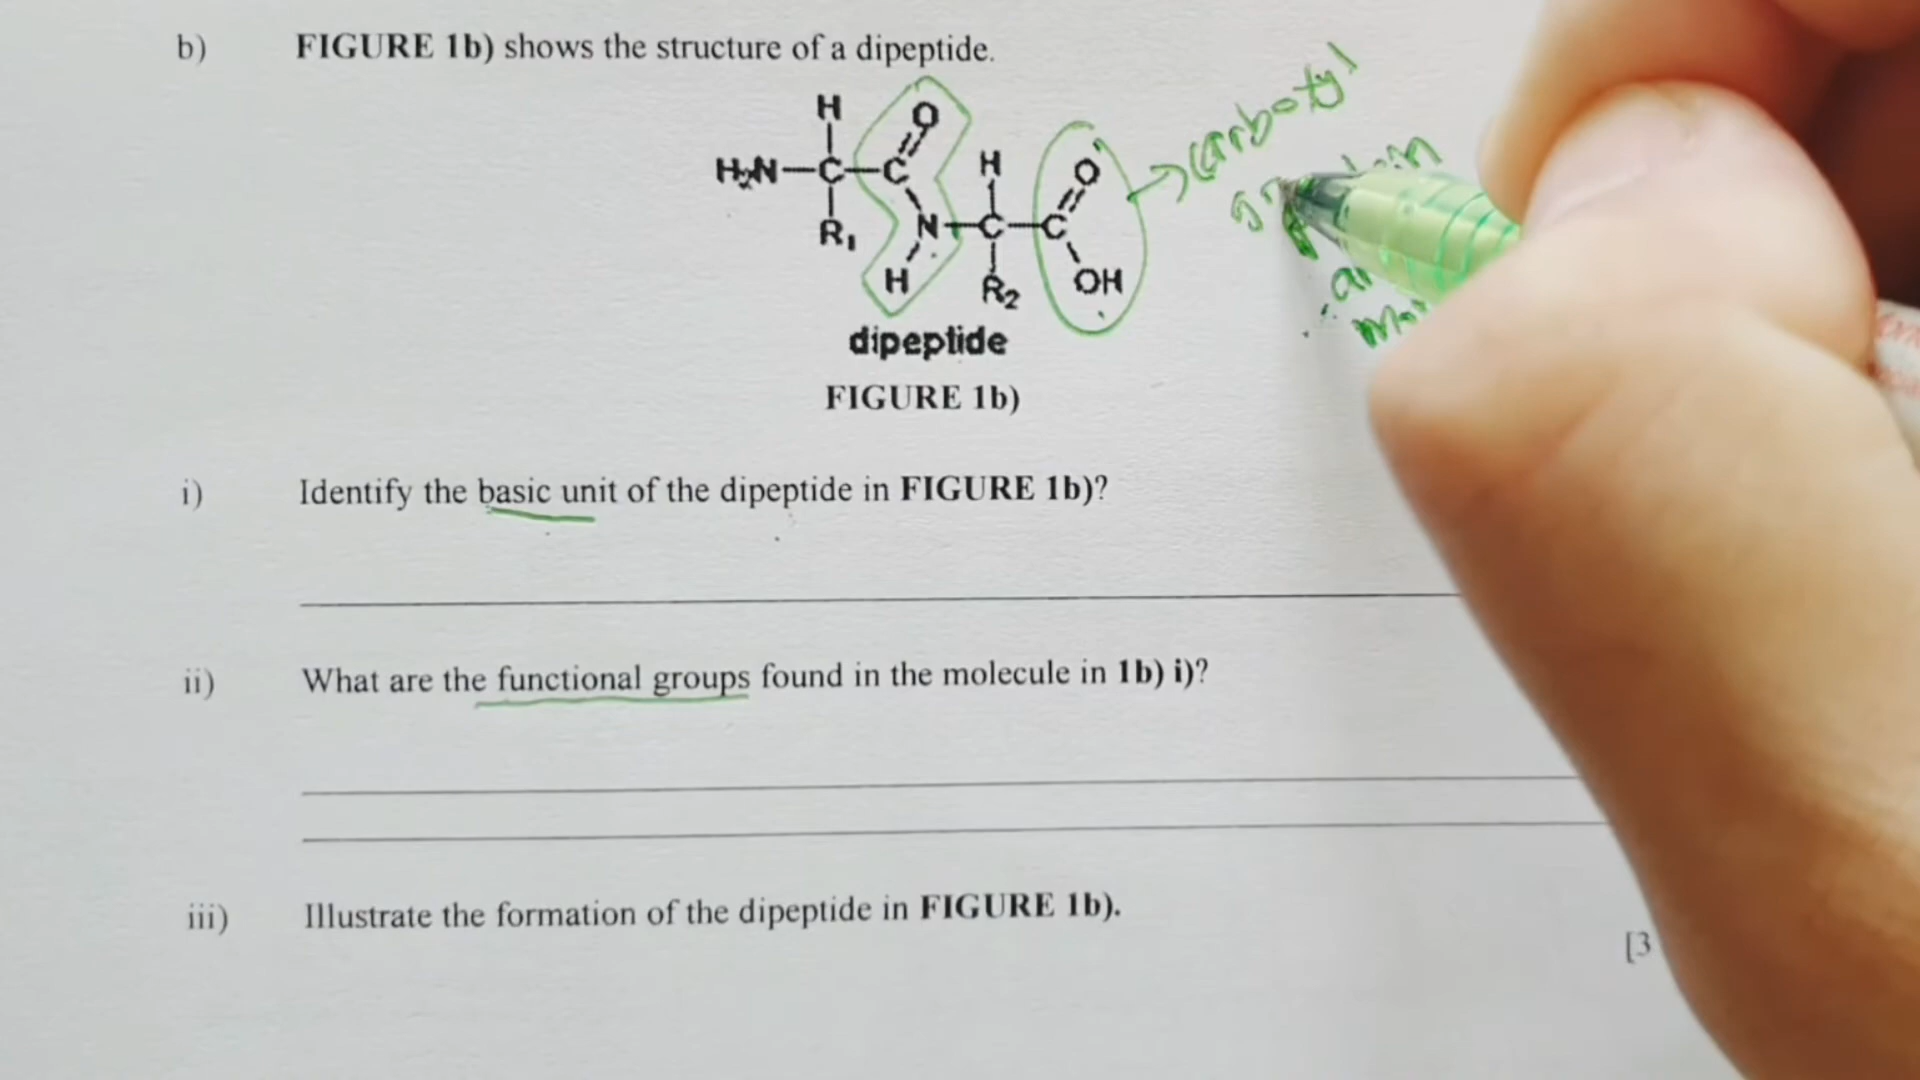 b) FIGURE 1b) shows the structure of a dipeptide.
H O
H₂N C C H O
R₁ N C C
H R₂ OH
dipeptide
FIGURE 1b)
i) Identify the basic unit of the dipeptide in FIGURE 1b)?
ii) What are the functional groups found in the molecule in 1b) i)?
iii) Illustrate the formation of the dipeptide in FIGURE 1b).
[3